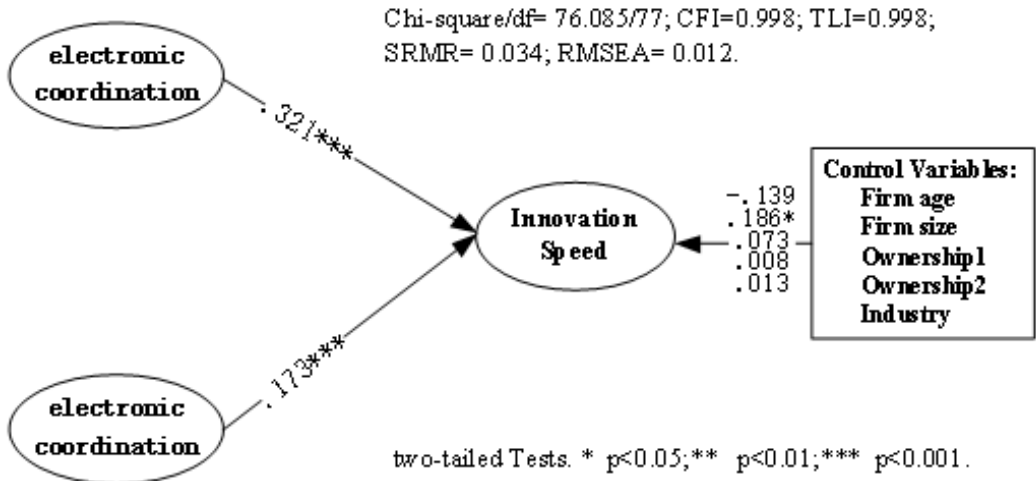 Chi-square/df= 76.085/77; CFI=0.998; TLI=0.998;
SRMR= 0.034; RMSEA= 0.012.
electronic
coordination
.321***
Innovation
Speed
-.139
.186*
.073
.008
.013
Control Variables:
Firm age
Firm size
Ownership1
Ownership2
Industry
.173***
electronic
coordination
two-tailed Tests. * p<0.05;** p<0.01;*** p<0.001.